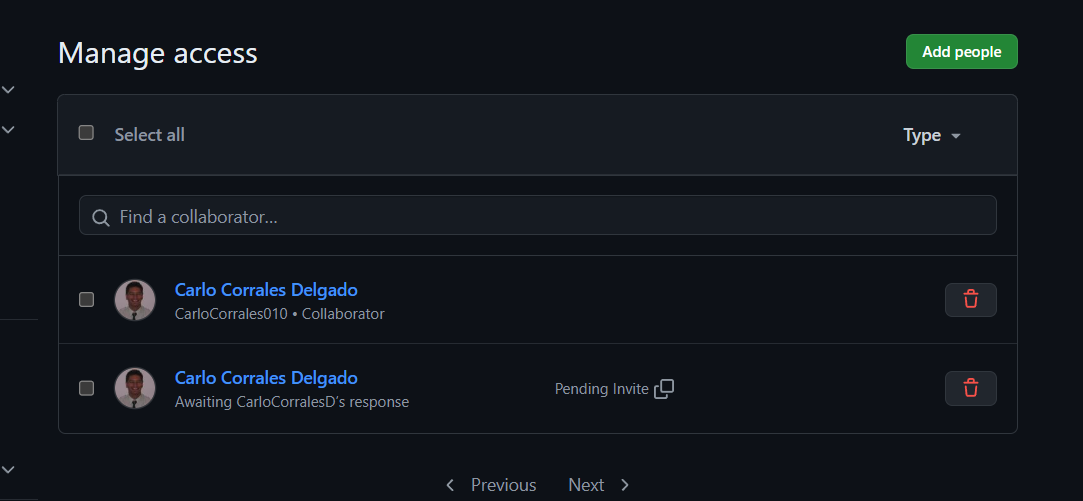 Manage access
Add people
Select all
Type
Find a collaborator...
Carlo Corrales Delgado
CarloCorrales010 • Collaborator
Carlo Corrales Delgado
Awaiting CarloCorralesD's response
Pending Invite
Previous
Next